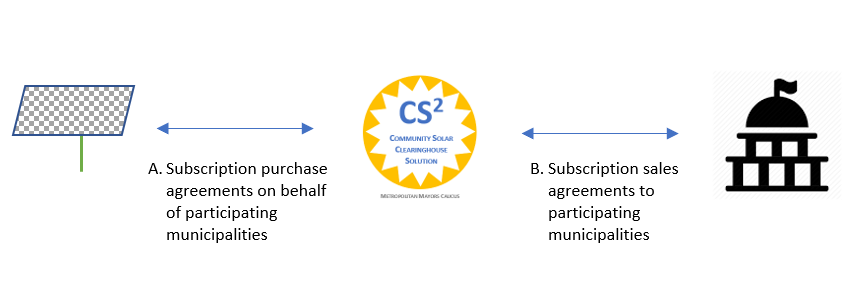 CS²
COMMUNITY SOLAR
CLEARINGHOUSE
SOLUTION
METROPOLITAN MAYORS CAUCUS
A. Subscription purchase
agreements on behalf
of participating
municipalities
B. Subscription sales
agreements to
participating
municipalities